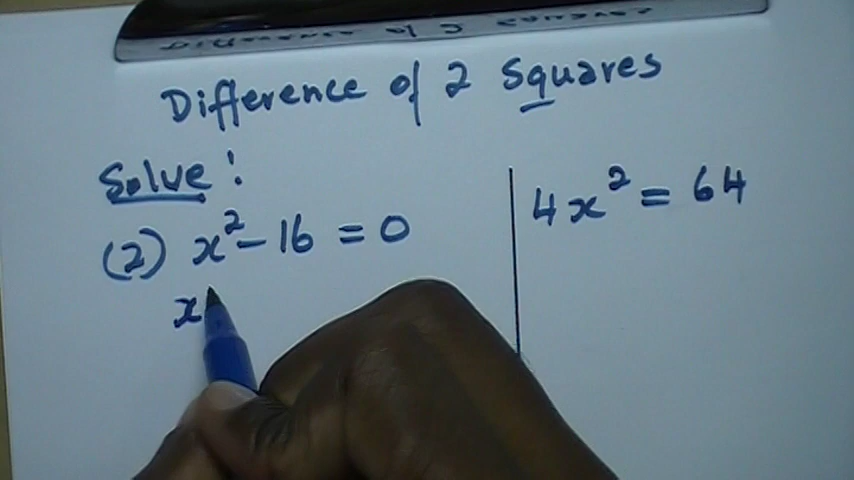 Difference of 2 Squares
Solve:
(2) x² - 16 = 0
x
4x² = 64